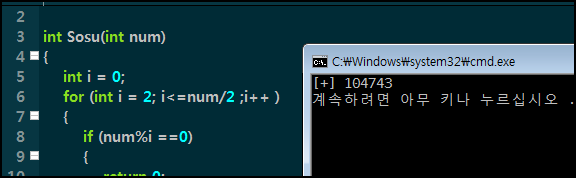 2
3 int Sosu(int num)
4 {
5 int i = 0;
6 for (int i = 2; i<=num/2 ;i++ )
7 {
8 if (num%i ==0)
9 {
return 0;
C:₩Windows₩system32₩cmd.exe
[+] 104743
계속하려면 아무 키나 누르십시오 .